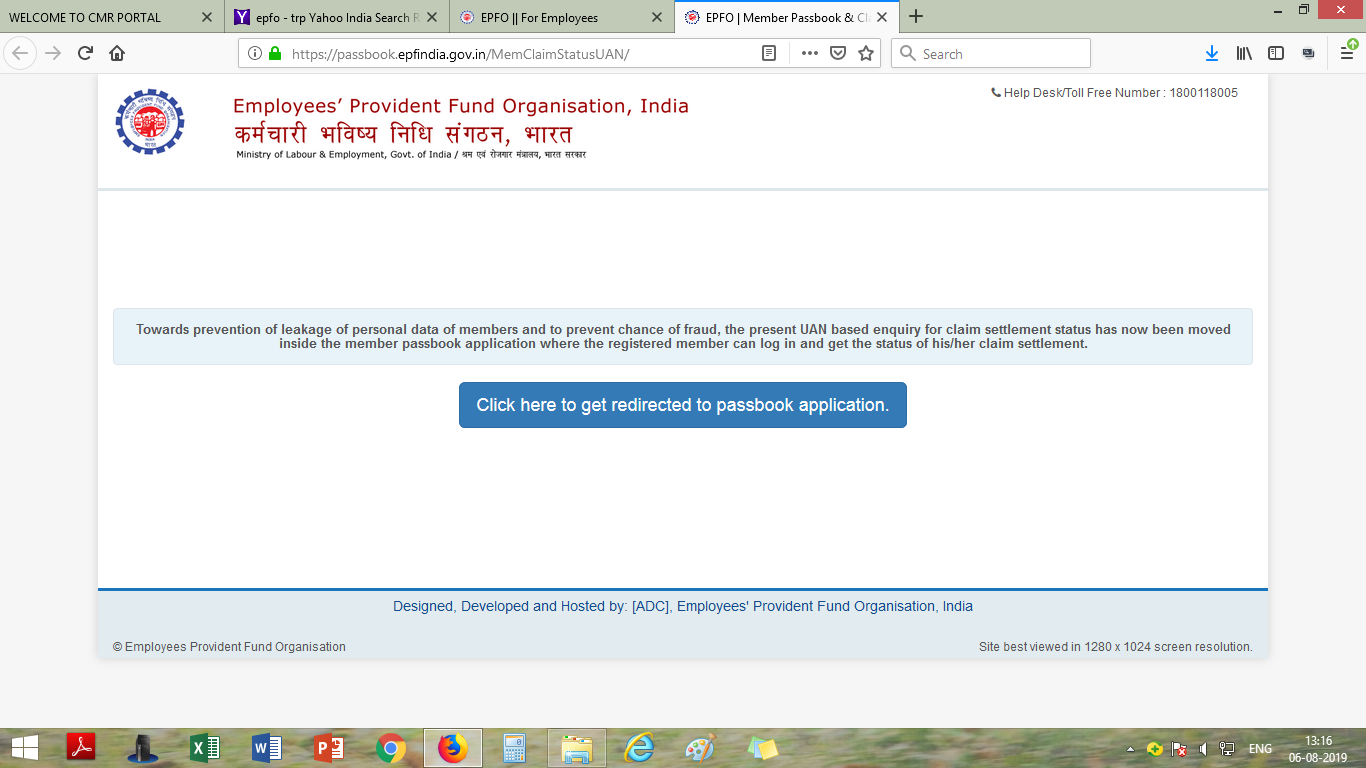 WELCOME TO CMR PORTAL
epfo - trp Yahoo India Search R
EPFO || For Employees
EPFO | Member Passbook & Cla
https://passbook.epfindia.gov.in/MemClaimStatusUAN/
Search
Employees' Provident Fund Organisation, India
Help Desk/Toll Free Number : 1800118005
कर्मचारी भविष्य निधि संगठन, भारत
Ministry of Labour & Employment, Govt. of India / श्रम एवं रोजगार मंत्रालय, भारत सरकार
Towards prevention of leakage of personal data of members and to prevent chance of fraud, the present UAN based enquiry for claim settlement status has now been moved
inside the member passbook application where the registered member can log in and get the status of his/her claim settlement.
Click here to get redirected to passbook application.
Designed, Developed and Hosted by: [ADC], Employees' Provident Fund Organisation, India
© Employees Provident Fund Organisation
Site best viewed in 1280 x 1024 screen resolution.
ENG
13:16
06-08-2019